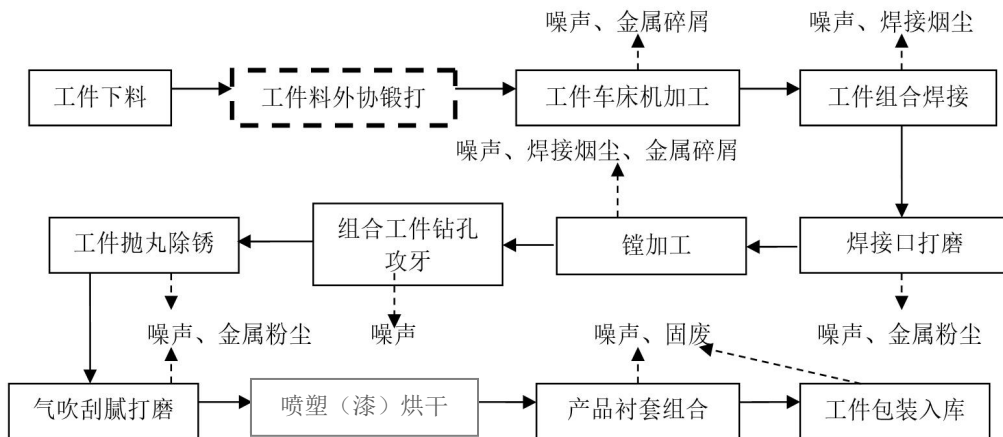 噪声、金属碎屑
噪声、焊接烟尘
工件下料
工件料外协锻打
工件车床机加工
工件组合焊接
噪声、焊接烟尘、金属碎屑
工件抛丸除锈
组合工件钻孔
攻牙
镗加工
焊接口打磨
噪声、金属粉尘
噪声
噪声、固废
噪声、金属粉尘
气吹刮腻打磨
喷塑（漆）烘干
产品衬套组合
工件包装入库